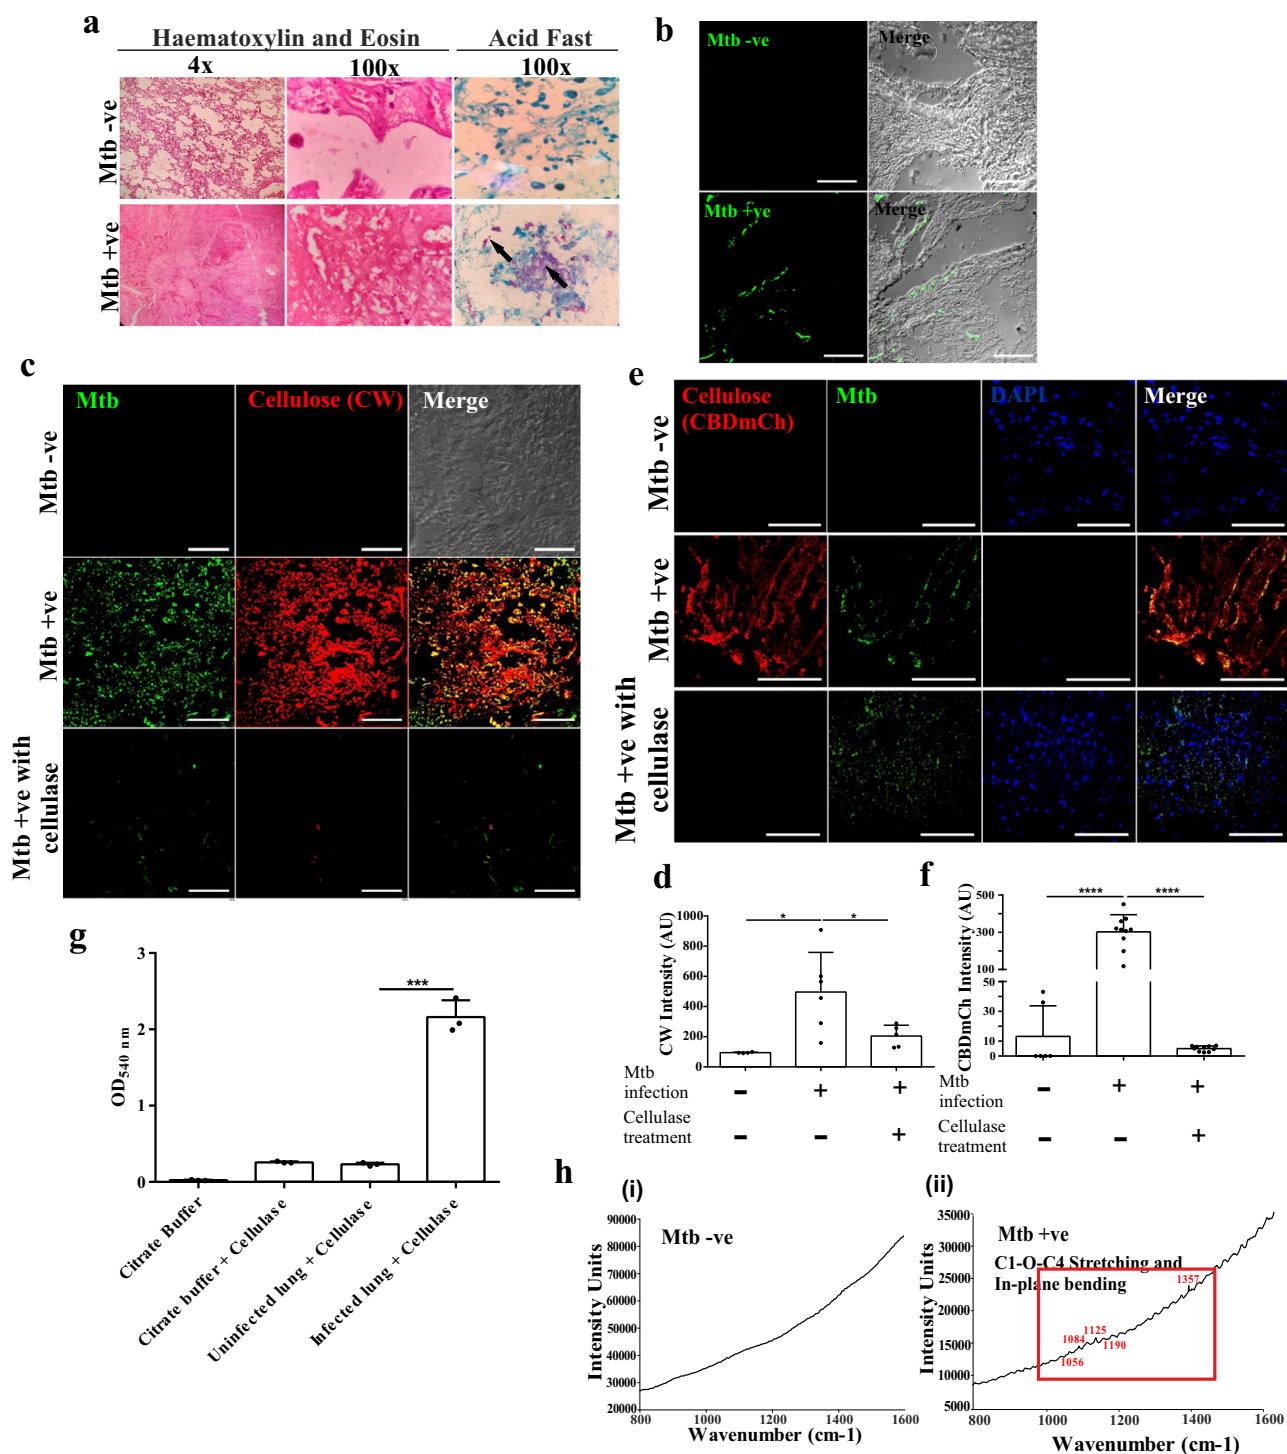 a
Haematoxylin and Eosin
Acid Fast
4x
100x
100x
Mtb -ve
Mtb +ve
b
Mtb -ve
Merge
Mtb +ve
Merge
c
Mtb
Cellulose (CW)
Merge
Mtb -ve
Mtb +ve
Mtb +ve with
cellulase
e
Cellulose
(CBDmCh)
Mtb
DAPI
Merge
Mtb -ve
Mtb +ve
Mtb +ve with
cellulase
d
CW Intensity (AU)
1000
800
600
400
200
0
*
*
Mtb
infection
- + +
Cellulase
treatment
- - +
f
CBDmCh Intensity (AU)
500
300
100
50
30
10
0
****
****
Mtb
infection
- + +
Cellulase
treatment
- - +
g
OD540 nm
3
2
1
0
***
Citrate Buffer
Citrate buffer + Cellulase
Uninfected lung + Cellulase
Infected lung + Cellulase
h
(i)
Mtb -ve
Intensity Units
90000
80000
70000
60000
50000
40000
30000
20000
800 1000 1200 1400 1600
Wavenumber (cm-1)
(ii)
Mtb +ve
C1-O-C4 Stretching and
In-plane bending
Intensity Units
35000
30000
25000
20000
15000
10000
5000
1357
1125
1084
1190
1056
800 1000 1200 1400 1600
Wavenumber (cm-1)